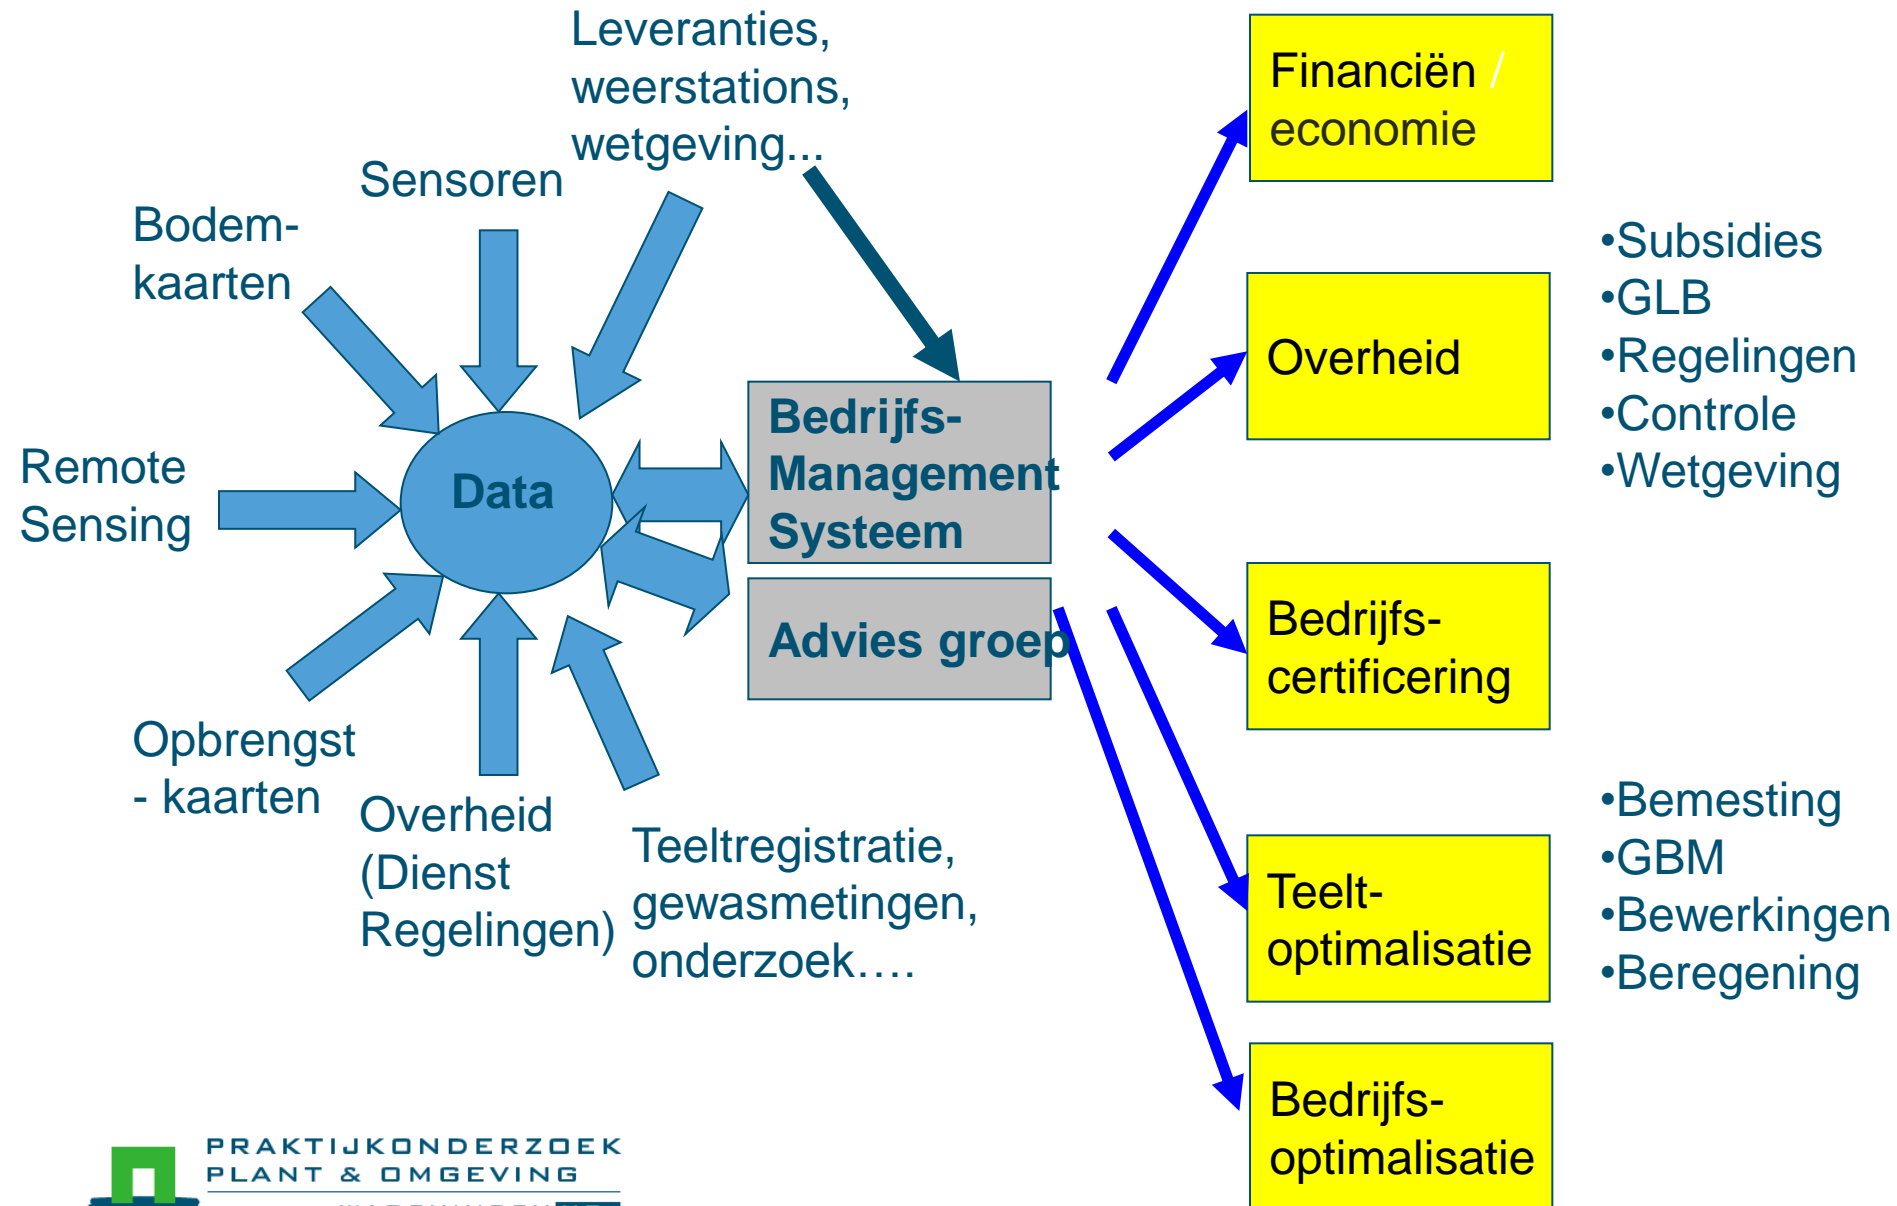 Leveranties,
weerstations,
wetgeving...
Sensoren
Bodem-
kaarten
Remote
Sensing
Data
Opbrengst
- kaarten
Overheid
(Dienst
Regelingen)
Teeltregistratie,
gewasmetingen,
onderzoek....
Bedrijfs-
Management
Systeem
Advies groep
Financiën /
economie
Overheid
•Subsidies
•GLB
•Regelingen
•Controle
•Wetgeving
Bedrijfs-
certificering
Teelt-
optimalisatie
•Bemesting
•GBM
•Bewerkingen
•Beregening
Bedrijfs-
optimalisatie
PRAKTIJKONDERZOEK
PLANT & OMGEVING